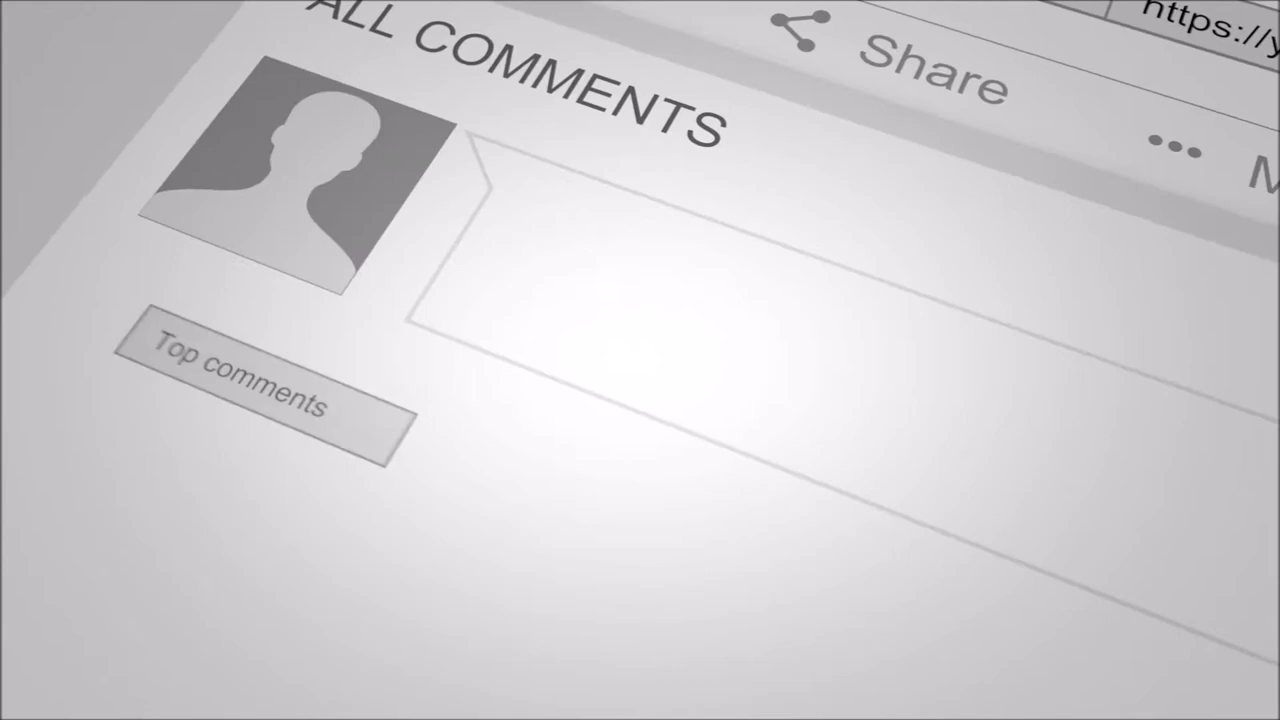 https://y
Share
••• M
ALL COMMENTS
Top comments